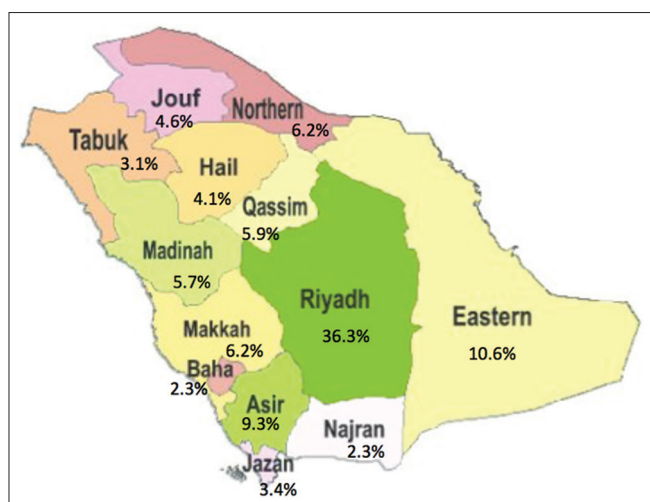 Jouf
4.6%
Northern
6.2%
Tabuk
3.1%
Hail
4.1%
Qassim
5.9%
Madinah
5.7%
Riyadh
36.3%
Eastern
10.6%
Makkah
6.2%
Baha
2.3%
Asir
9.3%
Najran
2.3%
Jazan
3.4%